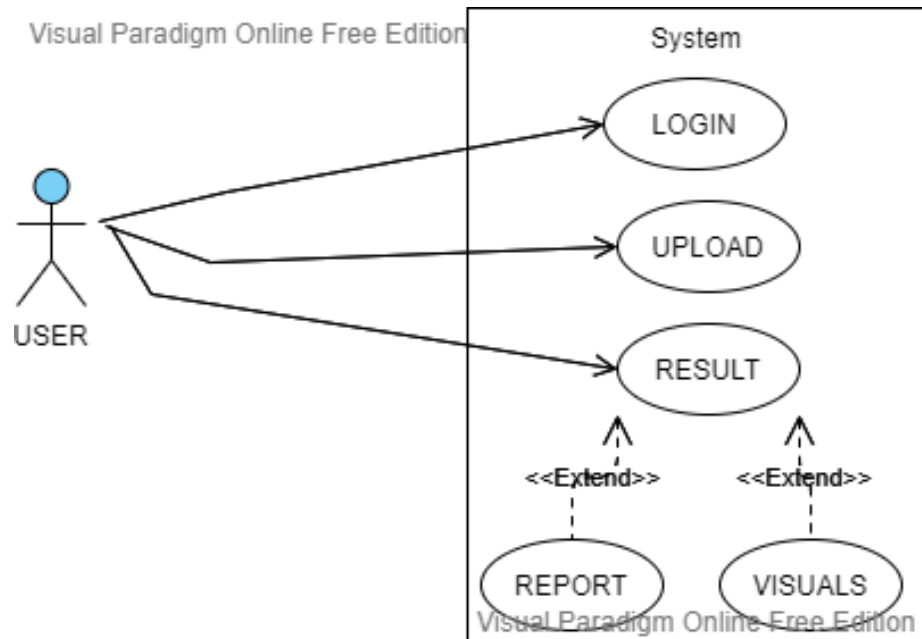 Visual Paradigm Online Free Edition
System
LOGIN
UPLOAD
USER
RESULT
<<Extend>> <<Extend>>
REPORT VISUALS
Visual Paradigm Online Free Edition